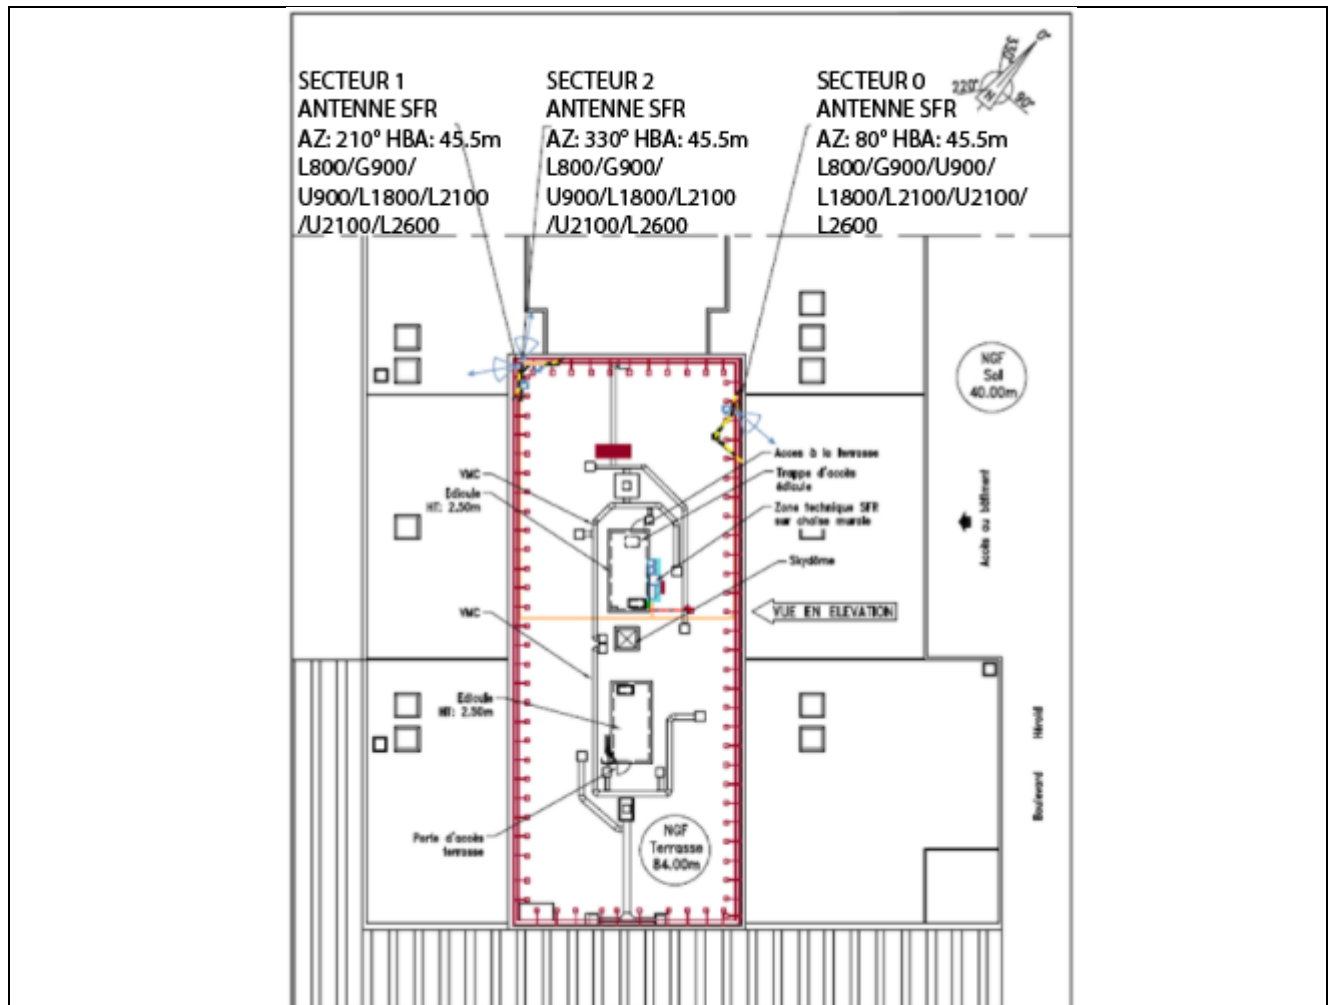 SECTEUR 1
ANTENNE SFR
AZ: 210° HBA: 45.5m
L800/G900/
U900/L1800/L2100
/U2100/L2600
SECTEUR 2
ANTENNE SFR
AZ: 330° HBA: 45.5m
L800/G900/
U900/L1800/L2100
/U2100/L2600
SECTEUR 0
ANTENNE SFR
AZ: 80° HBA: 45.5m
L800/G900/U900/
L1800/L2100/U2100/
L2600
0°
330°
220°
90°
N
NGF
Sol
40.00m
Acces à la terrasse
Trappe d'accès
édicule
Zone technique SFR
sur chaise murale
Skydôme
VMC
Edicule
HT: 2.50m
Accès au bâtiment
VUE EN ELEVATION
VMC
Edicule
HT: 2.50m
Boulevard Hérold
Porte d'accès
terrasse
NGF
Terrasse
84.00m